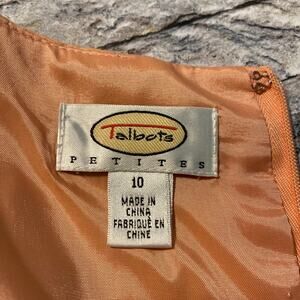 Talbots
PETITES
10
MADE IN
CHINA
FABRIQUÉ EN
CHINE